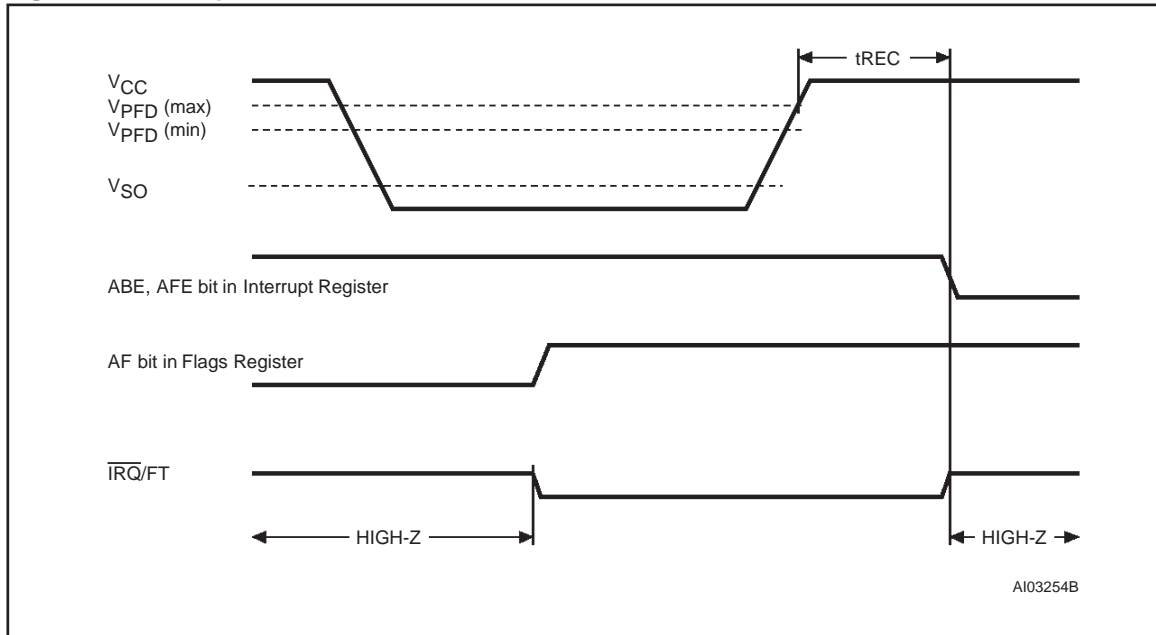 tREC
VCC
VPFD (max)
VPFD (min)
VSO
ABE, AFE bit in Interrupt Register
AF bit in Flags Register
IRQ/FT
HIGH-Z
HIGH-Z
AI03254B